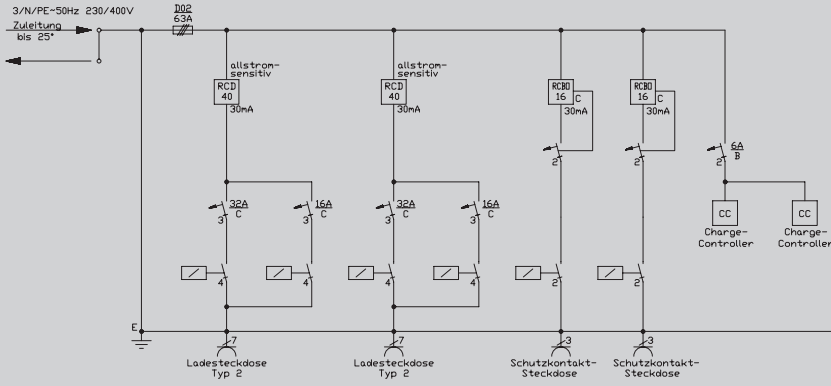 3/N/PE~50Hz 230/400V
Zuleitung
bis 25°
D02
63A
allstrom-
sensitiv
RCD
40
30mA
allstrom-
sensitiv
RCD
40
30mA
RCBO
16
C
30mA
RCBO
16
C
30mA
2
2
6A
B
2
32A
C
3
16A
C
3
32A
C
3
16A
C
3
CC
Charge-
Controller
CC
Charge-
Controller
4
4
4
4
2
2
E
7
Ladesteckdose
Typ 2
7
Ladesteckdose
Typ 2
3
Schutzkontakt-
Steckdose
3
Schutzkontakt-
Steckdose